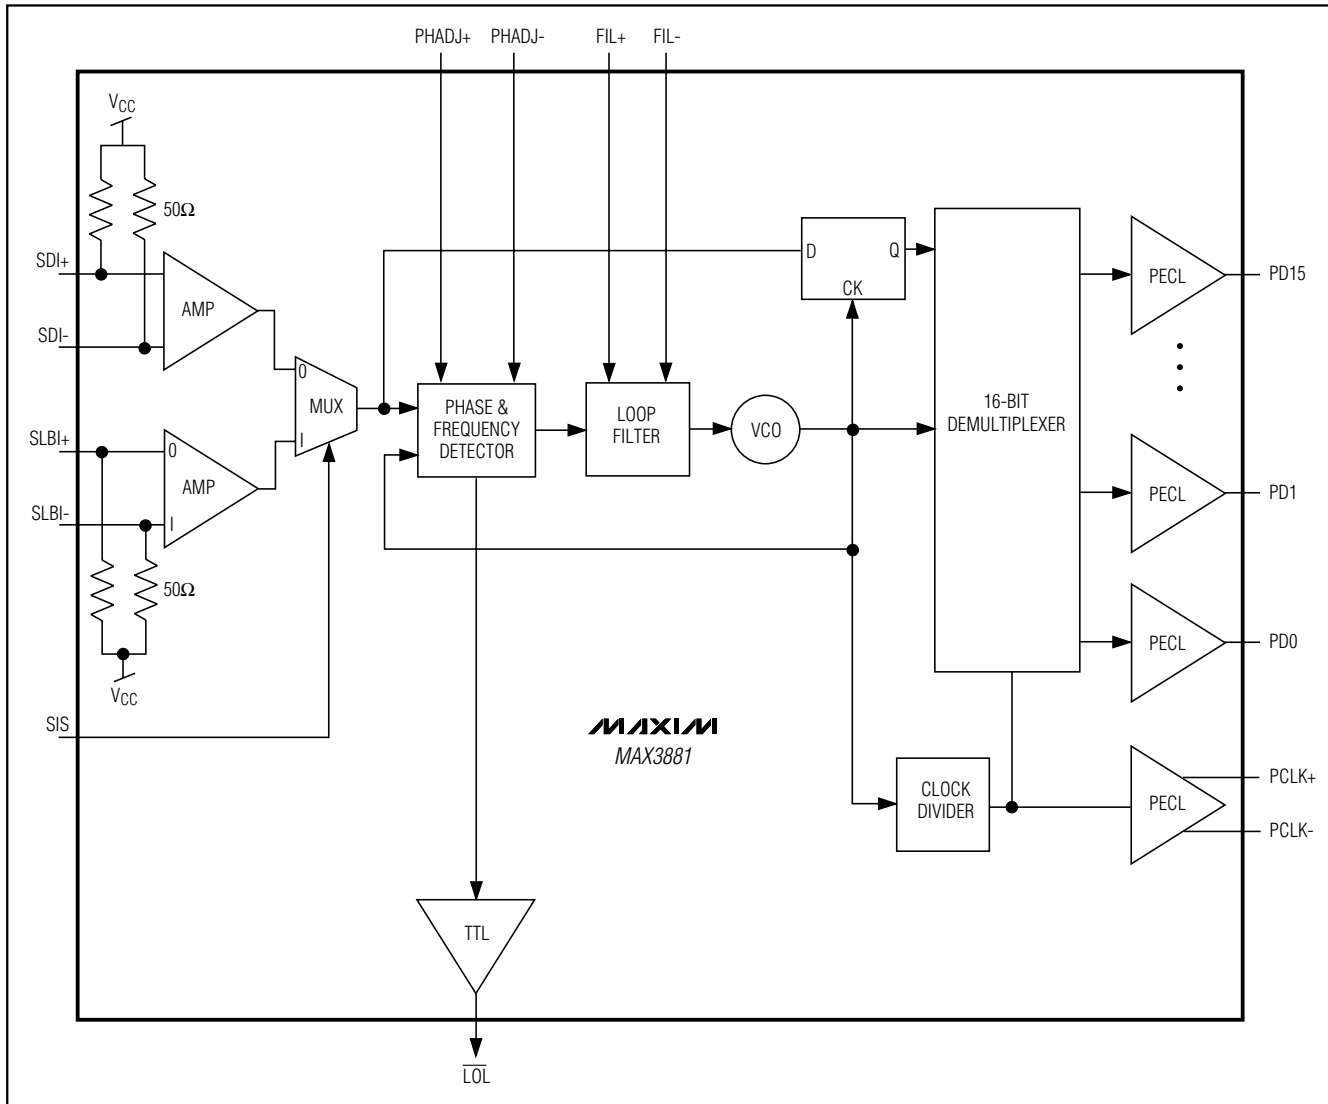 PHADJ+ PHADJ- FIL+ FIL-
VCC
50Ω
SDI+
AMP
SDI-
0
MUX
I
SLBI+
0
AMP
SLBI-
I
50Ω
VCC
SIS
PHASE &
FREQUENCY
DETECTOR
LOOP
FILTER
VCO
D Q
CK
16-BIT
DEMULTIPLEXER
PECL PD15
PECL PD1
PECL PD0
MAXIM
MAX3881
CLOCK
DIVIDER
PECL
PCLK+
PCLK-
TTL
LOL